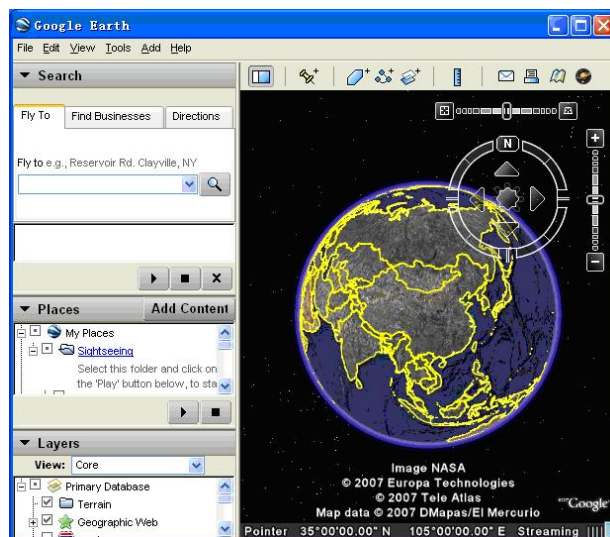 Google Earth
File Edit View Tools Add Help
Search
Fly To Find Businesses Directions
Fly to e.g., Reservoir Rd. Clayville, NY
Places Add Content
My Places
Sightseeing
Select this folder and click on
the 'Play' button below, to sta
Layers
View: Core
Primary Database
Terrain
Geographic Web
N
Image NASA
© 2007 Europa Technologies
© 2007 Tele Atlas
Map data © 2007 DMapas/El Mercurio
Google
Pointer 35°00'00.00" N 105°00'00.00" E Streaming